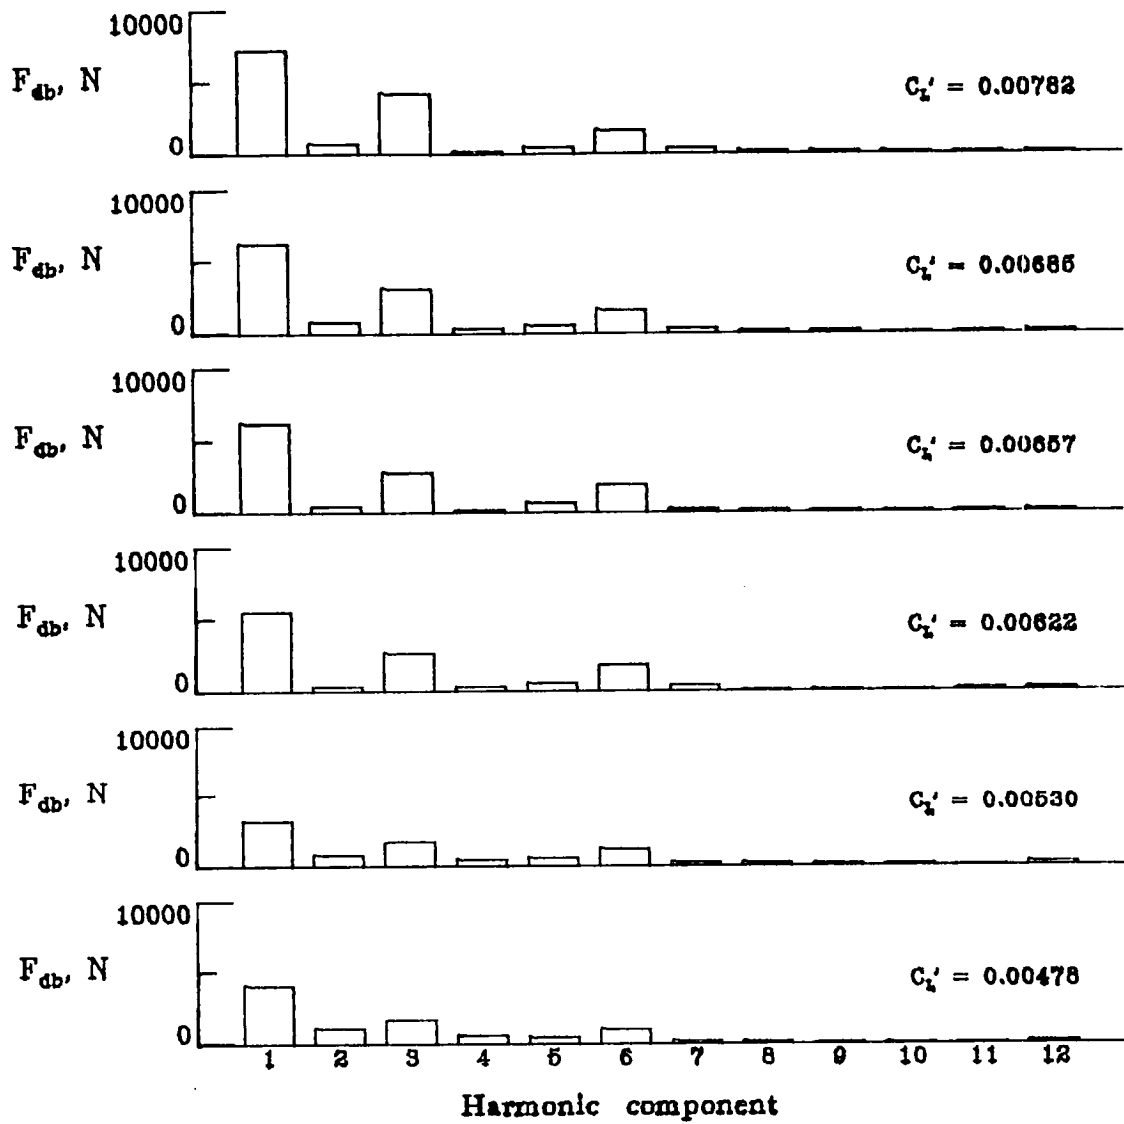 10000
F_db, N
C_L' = 0.00782
0
10000
F_db, N
C_L' = 0.00685
0
10000
F_db, N
C_L' = 0.00657
0
10000
F_db, N
C_L' = 0.00622
0
10000
F_db, N
C_L' = 0.00530
0
10000
F_db, N
C_L' = 0.00478
0
1 2 3 4 5 6 7 8 9 10 11 12
Harmonic component